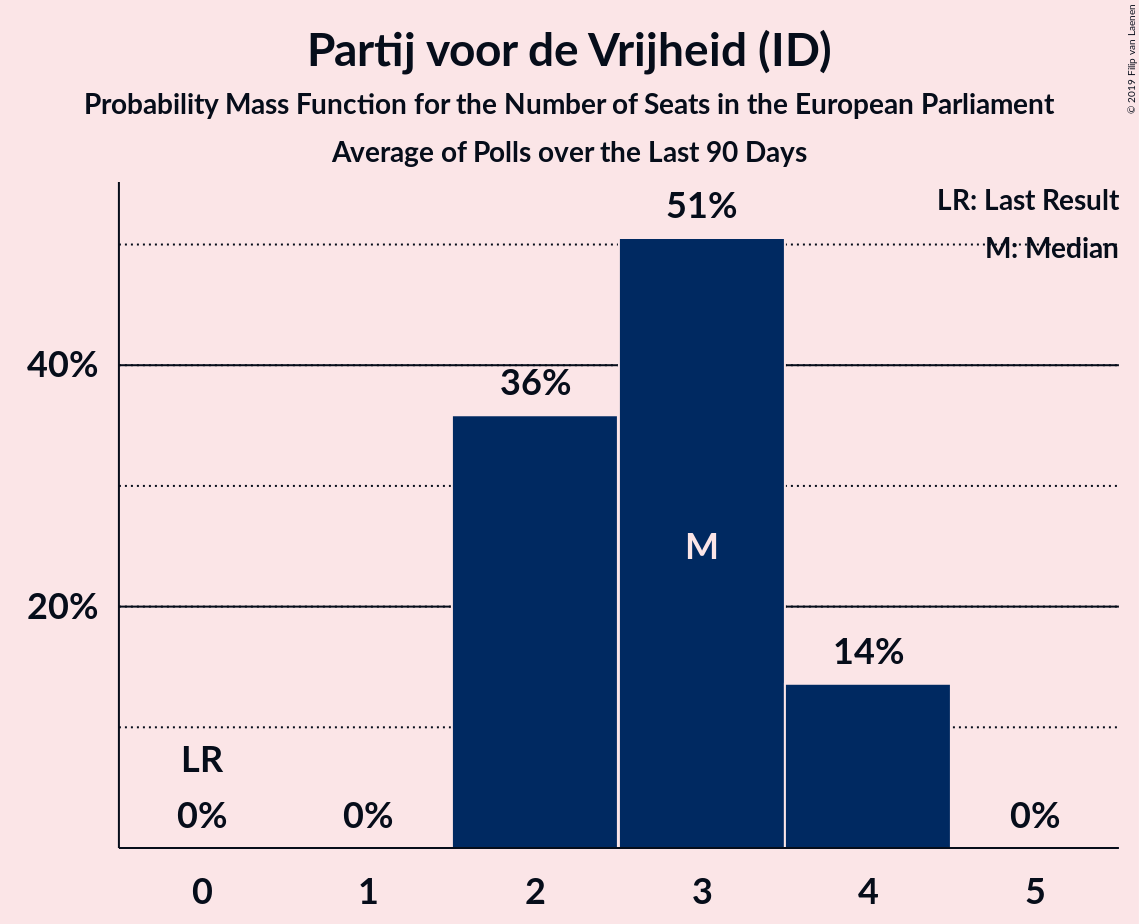 Partij voor de Vrijheid (ID)
Probability Mass Function for the Number of Seats in the European Parliament
Average of Polls over the Last 90 Days
© 2019 Filip van Laenen
LR: Last Result
M: Median
51%
40%
36%
M
20%
14%
LR
0%
0%
0%
0
1
2
3
4
5